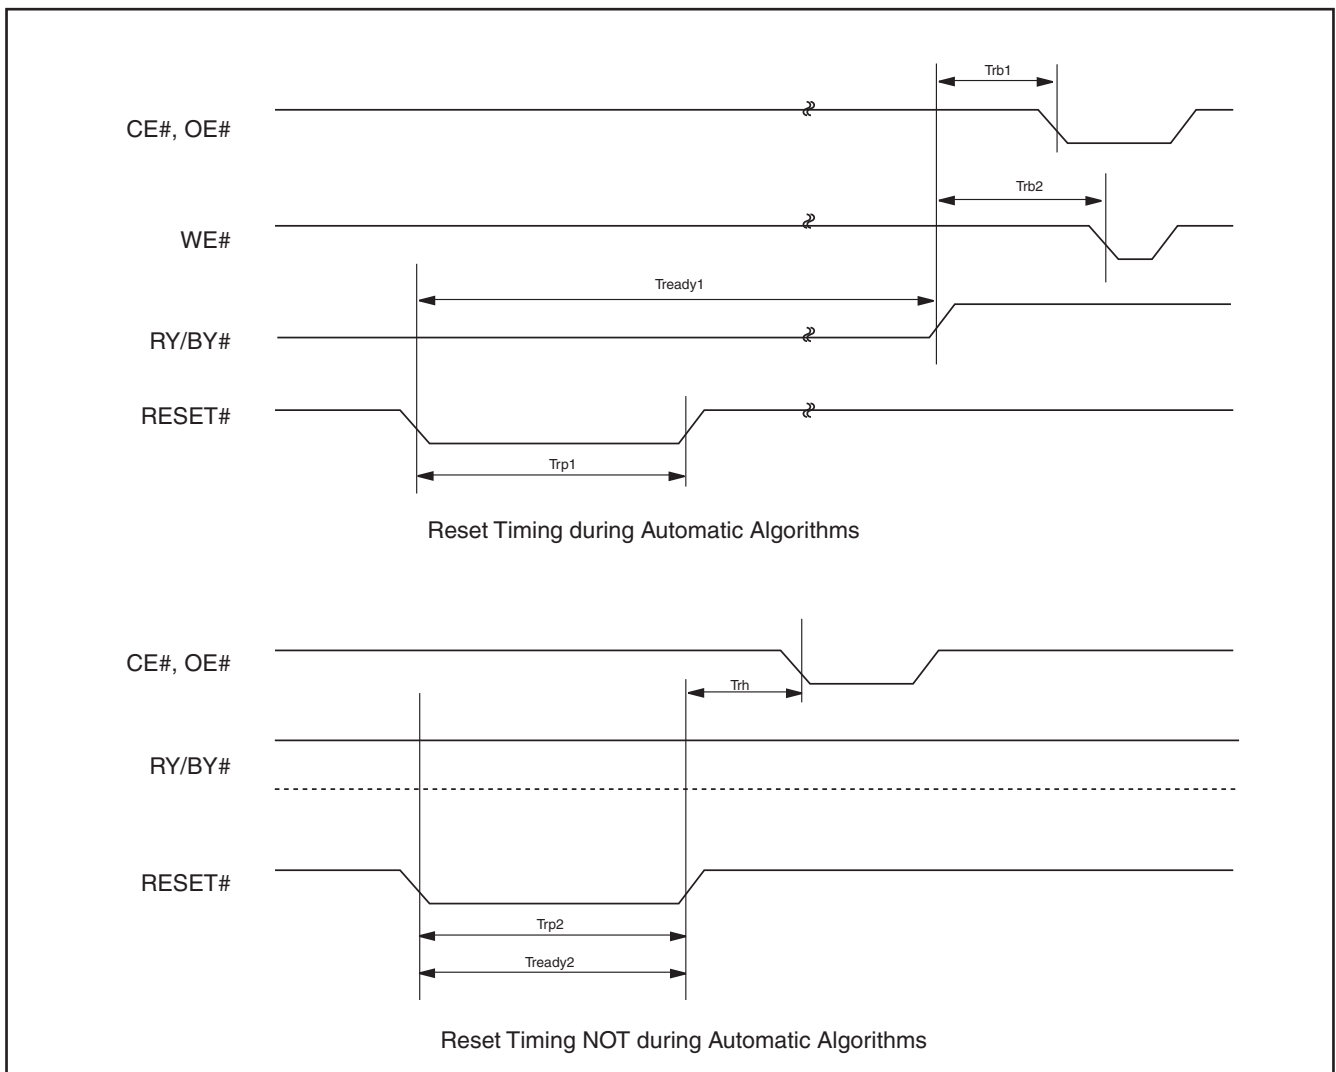 Trb1
CE#, OE#
Trb2
WE#
Tready1
RY/BY#
RESET#
Trp1
Reset Timing during Automatic Algorithms
CE#, OE#
Trh
RY/BY#
RESET#
Trp2
Tready2
Reset Timing NOT during Automatic Algorithms